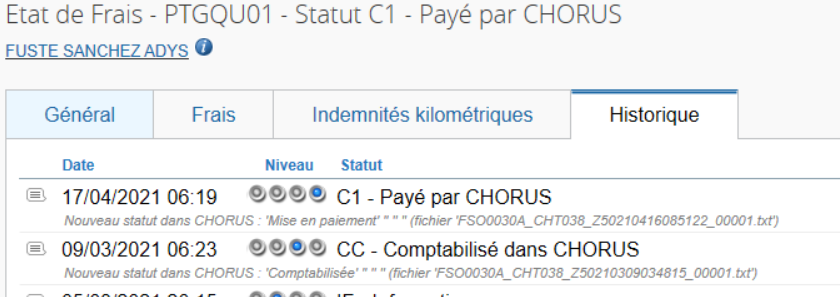 Etat de Frais - PTGQU01 - Statut C1 - Payé par CHORUS
FUSTE SANCHEZ ADYS
Général Frais Indemnités kilométriques Historique
Date Niveau Statut
17/04/2021 06:19 C1 - Payé par CHORUS
Nouveau statut dans CHORUS : 'Mise en paiement' '' '' '' (fichier 'FSO0030A_CHT038_Z50210416085122_00001.txt')
09/03/2021 06:23 CC - Comptabilisé dans CHORUS
Nouveau statut dans CHORUS : 'Comptabilisée' '' '' '' (fichier 'FSO0030A_CHT038_Z50210309034815_00001.txt')